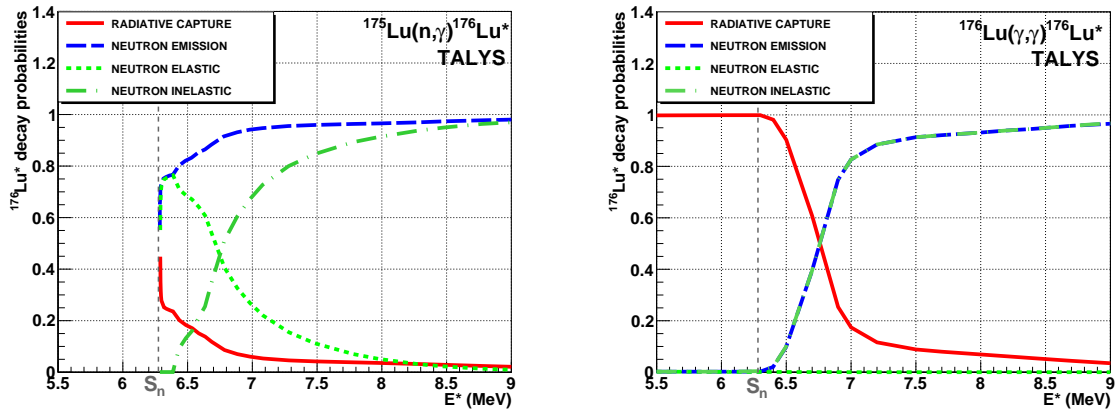 ¹⁷⁵Lu(n,γ)¹⁷⁶Lu*
TALYS
RADIATIVE CAPTURE
NEUTRON EMISSION
NEUTRON ELASTIC
NEUTRON INELASTIC
¹⁷⁶Lu* decay probabilities
1.4
1.2
1
0.8
0.6
0.4
0.2
0
5.5 6 6.5 7 7.5 8 8.5 9
Sₙ
E* (MeV)
¹⁷⁶Lu(γ,γ)¹⁷⁶Lu*
TALYS
RADIATIVE CAPTURE
NEUTRON EMISSION
NEUTRON ELASTIC
NEUTRON INELASTIC
¹⁷⁶Lu* decay probabilities
1.4
1.2
1
0.8
0.6
0.4
0.2
0
5.5 6 6.5 7 7.5 8 8.5 9
Sₙ
E* (MeV)